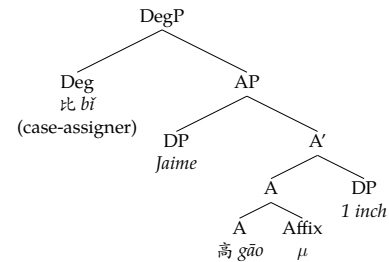 DegP
Deg AP
比 bǐ
(case-assigner) DP A′
Jaime
A DP
1 inch
A Affix
高 gāo μ